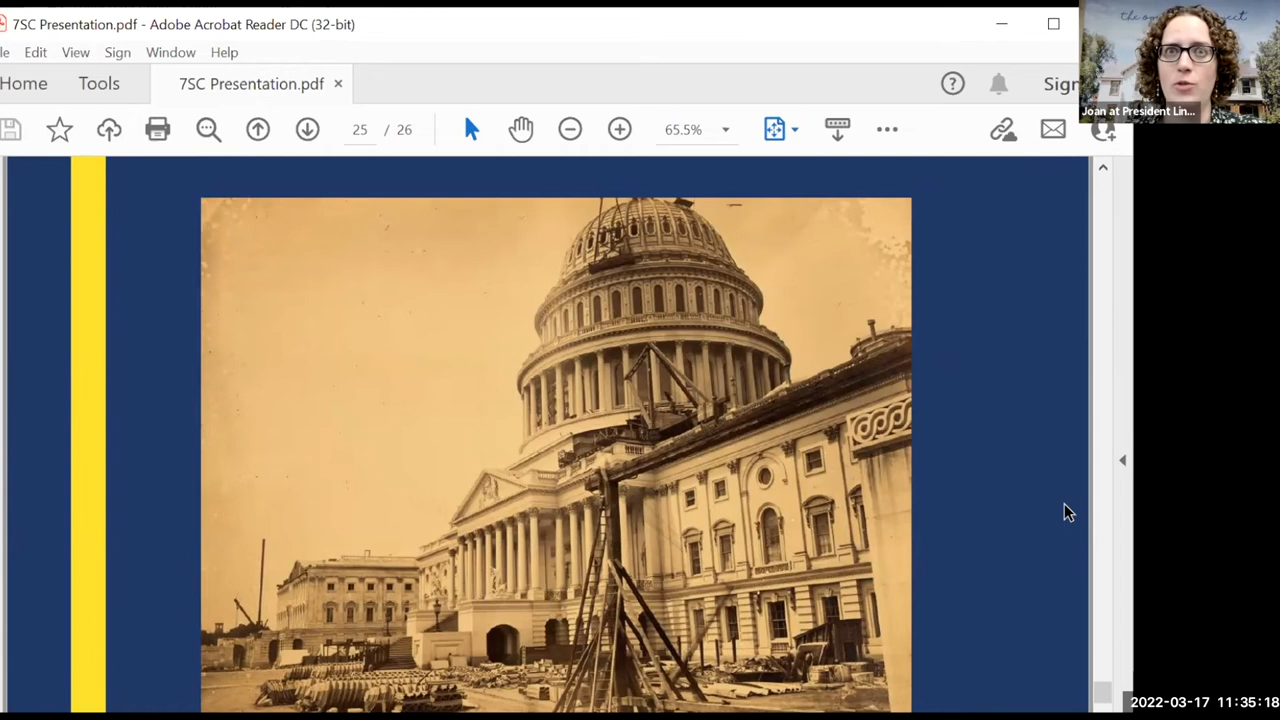 7SC Presentation.pdf - Adobe Acrobat Reader DC (32-bit)
le Edit View Sign Window Help
Home Tools 7SC Presentation.pdf × Sign
25 / 26 65.5%
Joan at President Lin...
2022-03-17 11:35:18